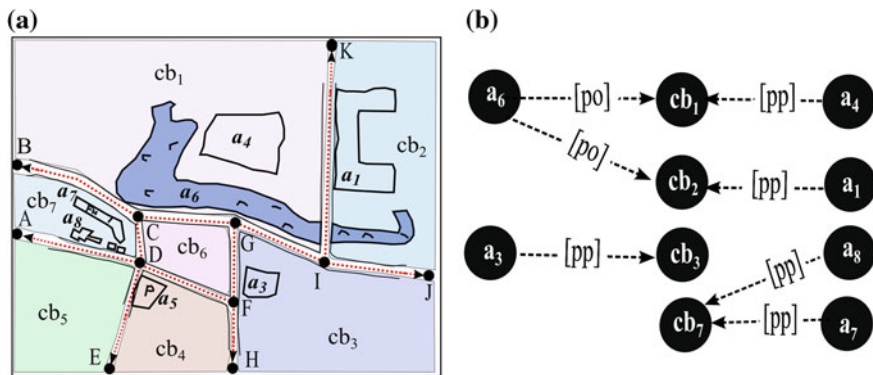 (a)
(b)
K
cb1
cb2
a4
a1
B
a6
a7
cb7
a8
A
C
G
cb6
D
I
J
a3
P
a5
F
cb5
cb4
cb3
E
H
a6 [po] cb1 [pp] a4
[po]
cb2 [pp] a1
a3 [pp] cb3 a8
[pp]
cb7 [pp] a7